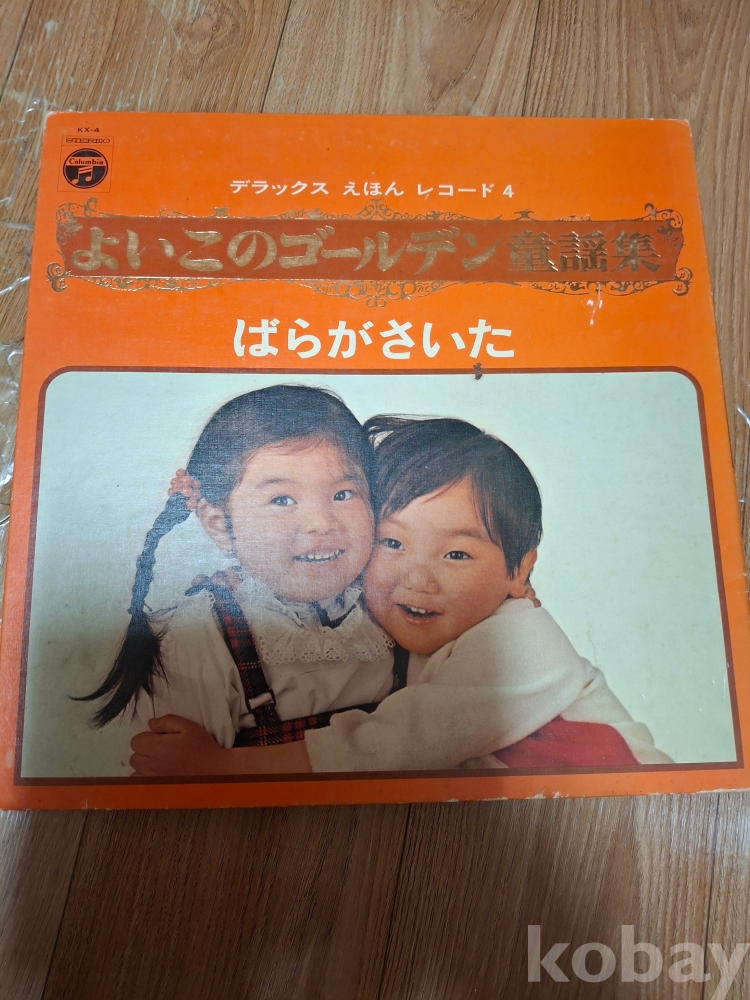 KX-4
STEREO
Columbia
デラックス えほん レコード 4
よいこのゴールデン童謡集
ばらがさいた
kobay